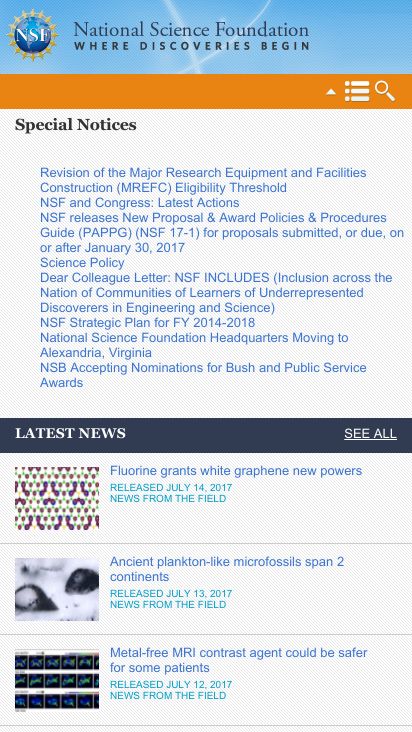 NSF
National Science Foundation
WHERE DISCOVERIES BEGIN
Special Notices
Revision of the Major Research Equipment and Facilities
Construction (MREFC) Eligibility Threshold
NSF and Congress: Latest Actions
NSF releases New Proposal & Award Policies & Procedures
Guide (PAPPG) (NSF 17-1) for proposals submitted, or due, on
or after January 30, 2017
Science Policy
Dear Colleague Letter: NSF INCLUDES (Inclusion across the
Nation of Communities of Learners of Underrepresented
Discoverers in Engineering and Science)
NSF Strategic Plan for FY 2014-2018
National Science Foundation Headquarters Moving to
Alexandria, Virginia
NSB Accepting Nominations for Bush and Public Service
Awards
LATEST NEWS
SEE ALL
Fluorine grants white graphene new powers
RELEASED JULY 14, 2017
NEWS FROM THE FIELD
Ancient plankton-like microfossils span 2
continents
RELEASED JULY 13, 2017
NEWS FROM THE FIELD
Metal-free MRI contrast agent could be safer
for some patients
RELEASED JULY 12, 2017
NEWS FROM THE FIELD